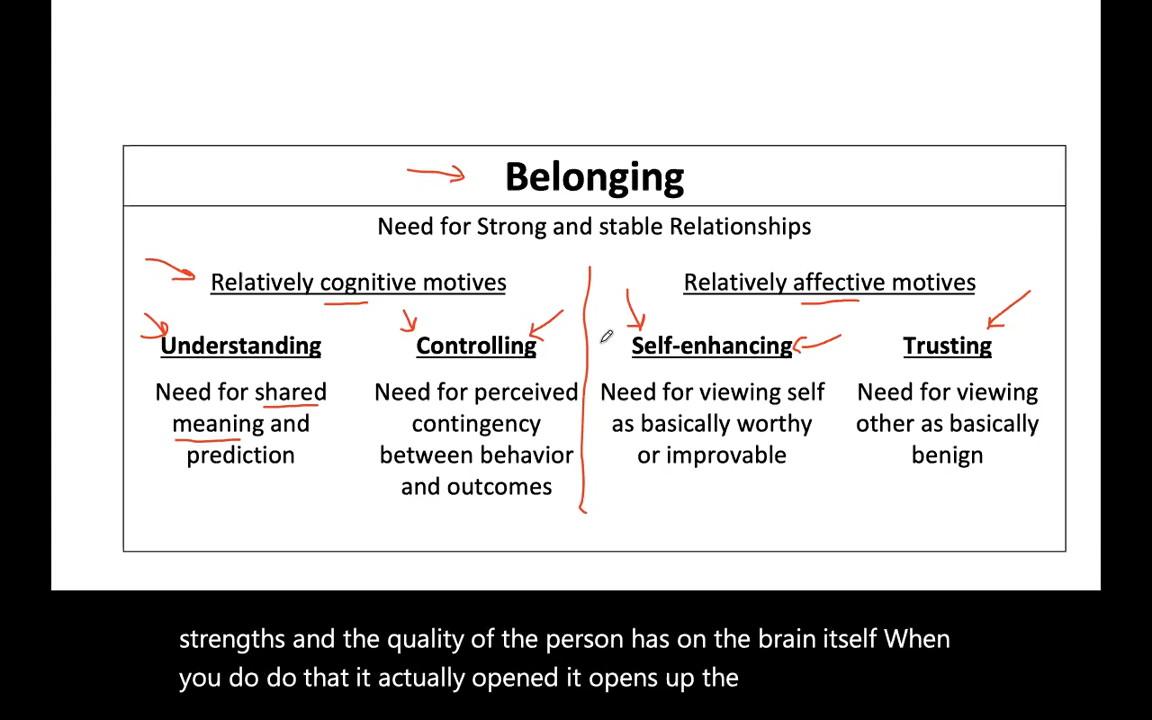 Belonging
Need for Strong and stable Relationships
Relatively cognitive motives
Relatively affective motives
Understanding
Controlling
Self-enhancing
Trusting
Need for shared
meaning and
prediction
Need for perceived
contingency
between behavior
and outcomes
Need for viewing self
as basically worthy
or improvable
Need for viewing
other as basically
benign
strengths and the quality of the person has on the brain itself When
you do do that it actually opened it opens up the